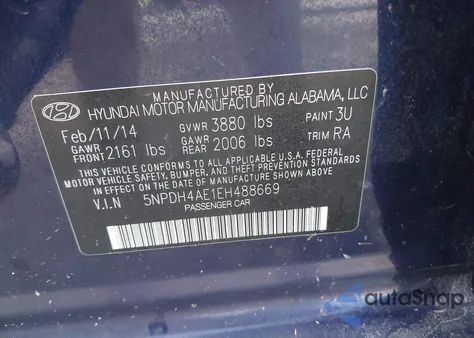 MANUFACTURED BY
HYUNDAI MOTOR MANUFACTURING ALABAMA, LLC
Feb/11/14 GVWR 3880 lbs PAINT 3U
GAWR FRONT 2161 lbs GAWR REAR 2006 lbs TRIM RA
THIS VEHICLE CONFORMS TO ALL APPLICABLE U.S.A FEDERAL
MOTOR VEHICLE SAFETY, BUMPER, AND THEFT PREVENTION STANDARDS
IN EFFECT ON THE DATE OF MANUFACTURE SHOWN ABOVE.
V.I.N 5NPDH4AE1EH488669
PASSENGER CAR
autoSnap